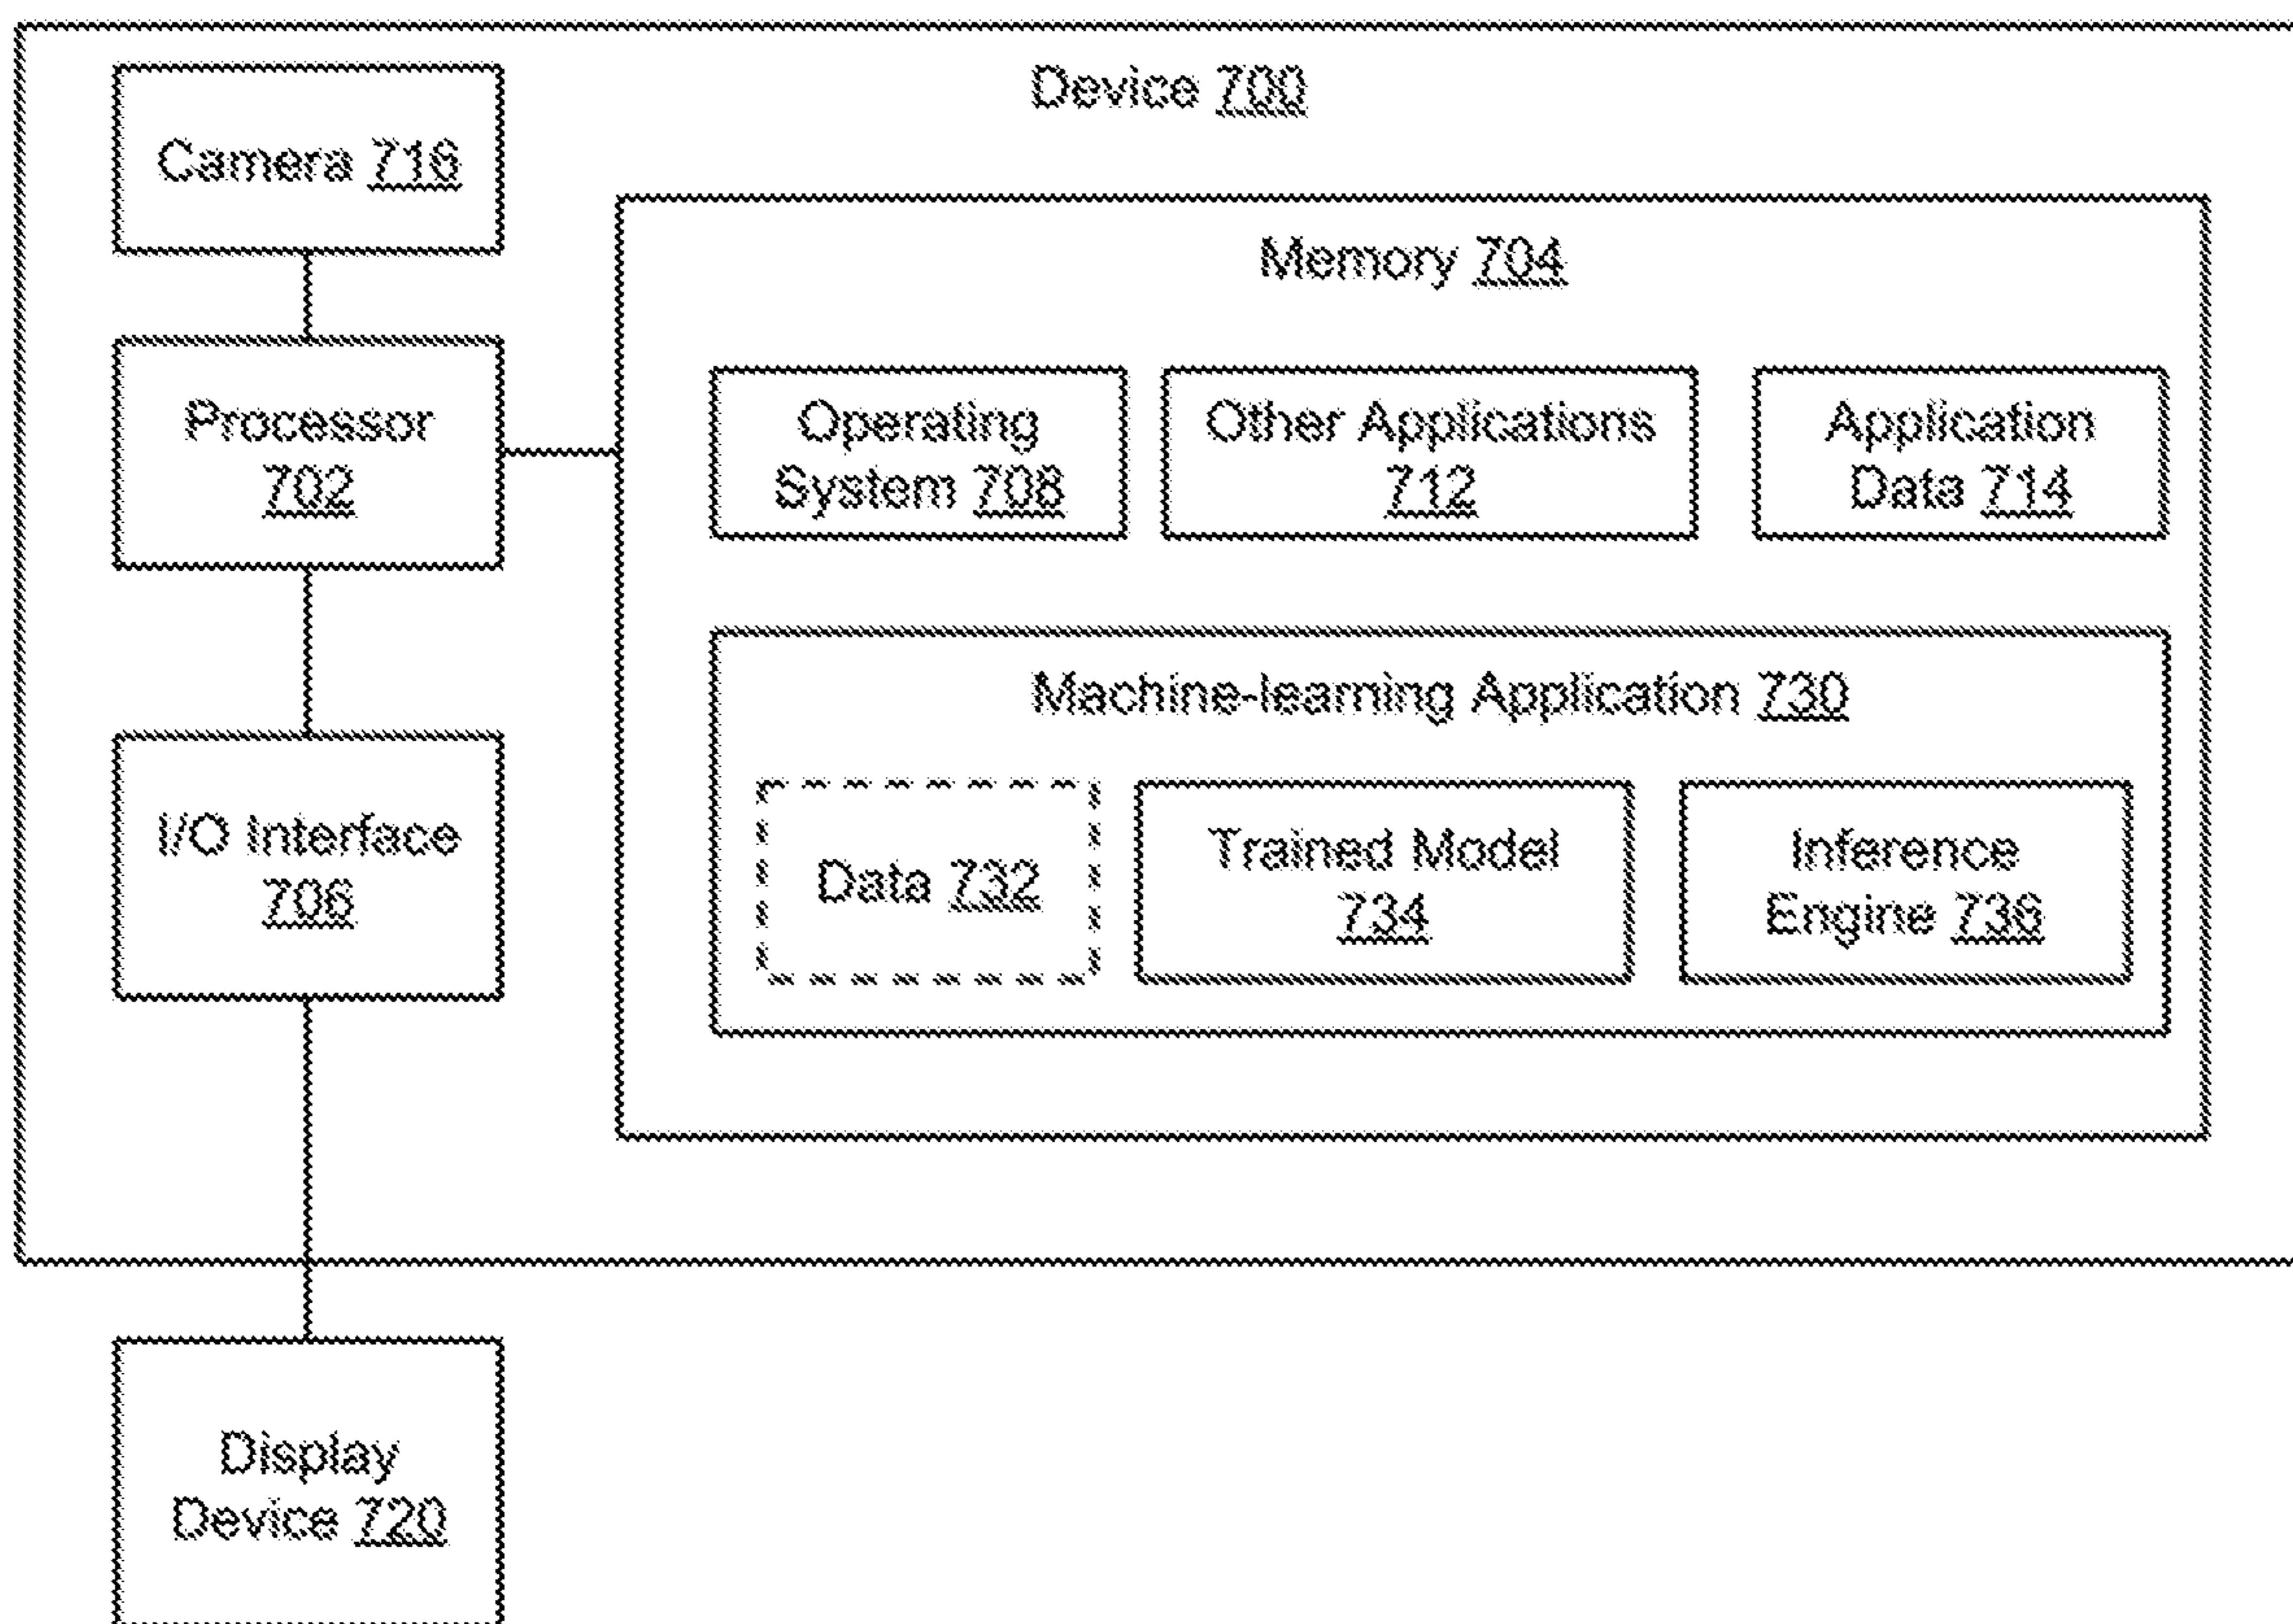 Device 700
Camera 716
Memory 704
Processor
702
Operating
System 708
Other Applications
712
Application
Data 714
Machine-learning Application 730
I/O Interface
706
Data 732
Trained Model
734
Inference
Engine 736
Display
Device 720